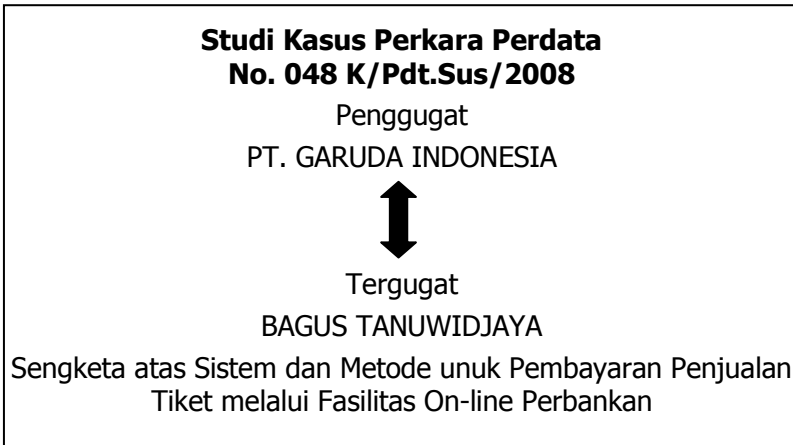 Studi Kasus Perkara Perdata
No. 048 K/Pdt.Sus/2008
Penggugat
PT. GARUDA INDONESIA
Tergugat
BAGUS TANUWIDJAYA
Sengketa atas Sistem dan Metode unuk Pembayaran Penjualan
Tiket melalui Fasilitas On-line Perbankan